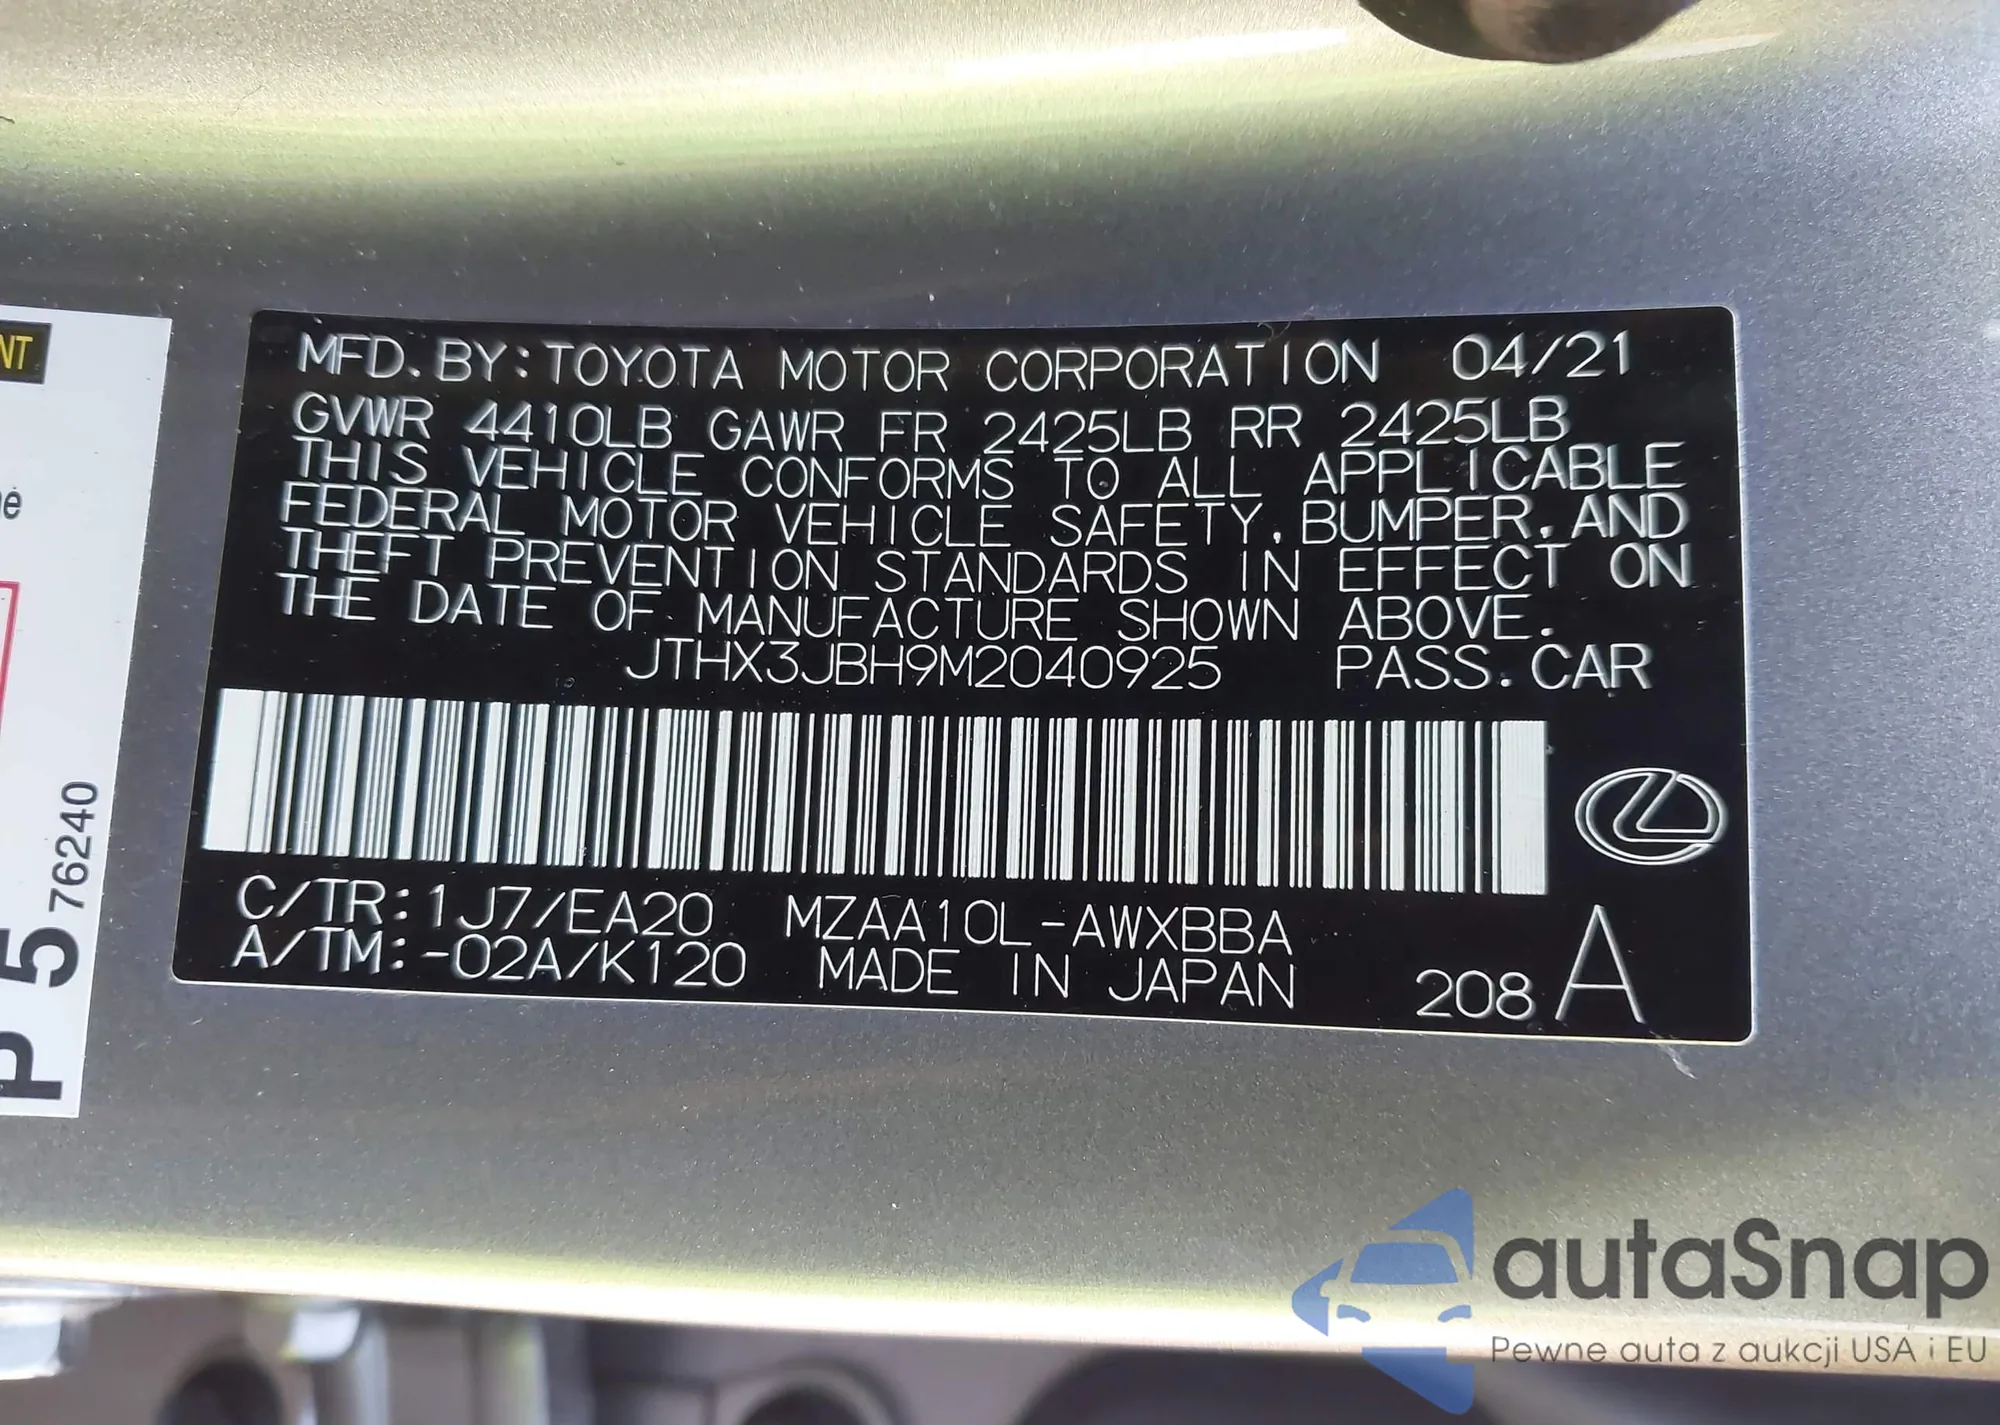 MFD. BY: TOYOTA MOTOR CORPORATION 04/21
GVWR 4410LB GAWR FR 2425LB RR 2425LB
THIS VEHICLE CONFORMS TO ALL APPLICABLE
FEDERAL MOTOR VEHICLE SAFETY, BUMPER, AND
THEFT PREVENTION STANDARDS IN EFFECT ON
THE DATE OF MANUFACTURE SHOWN ABOVE.
JTHX3JBH9M2040925 PASS. CAR
C/TR: 1J7/EA20 MZAA10L-AWXBBA
A/TM: -02A/K120 MADE IN JAPAN 208 A
NT
P 5 76240
autaSnap
Pewne auta z aukcji USA i EU